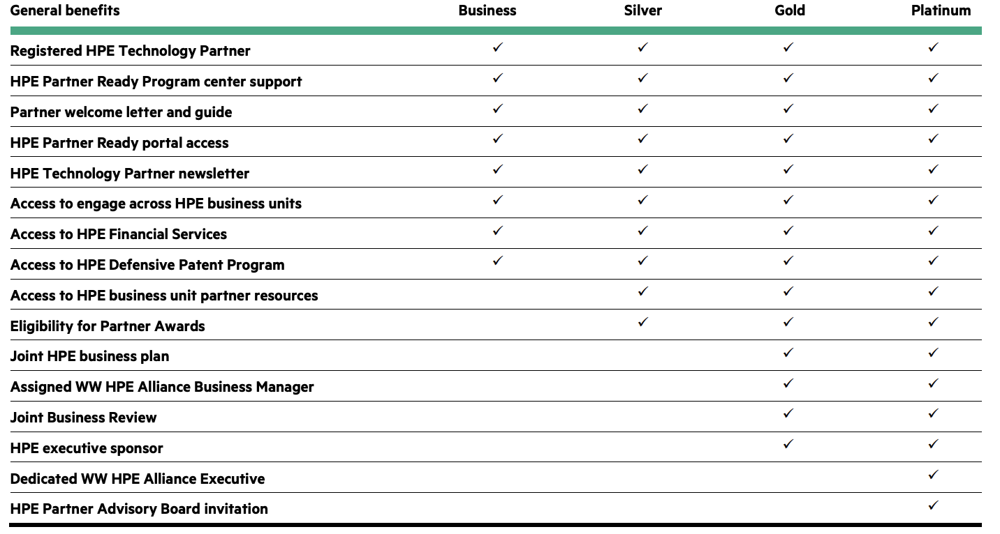 General benefits Business Silver Gold Platinum
Registered HPE Technology Partner ✓ ✓ ✓ ✓
HPE Partner Ready Program center support ✓ ✓ ✓ ✓
Partner welcome letter and guide ✓ ✓ ✓ ✓
HPE Partner Ready portal access ✓ ✓ ✓ ✓
HPE Technology Partner newsletter ✓ ✓ ✓ ✓
Access to engage across HPE business units ✓ ✓ ✓ ✓
Access to HPE Financial Services ✓ ✓ ✓ ✓
Access to HPE Defensive Patent Program ✓ ✓ ✓ ✓
Access to HPE business unit partner resources ✓ ✓ ✓
Eligibility for Partner Awards ✓ ✓ ✓
Joint HPE business plan ✓ ✓
Assigned WW HPE Alliance Business Manager ✓ ✓
Joint Business Review ✓ ✓
HPE executive sponsor ✓ ✓
Dedicated WW HPE Alliance Executive ✓
HPE Partner Advisory Board invitation ✓